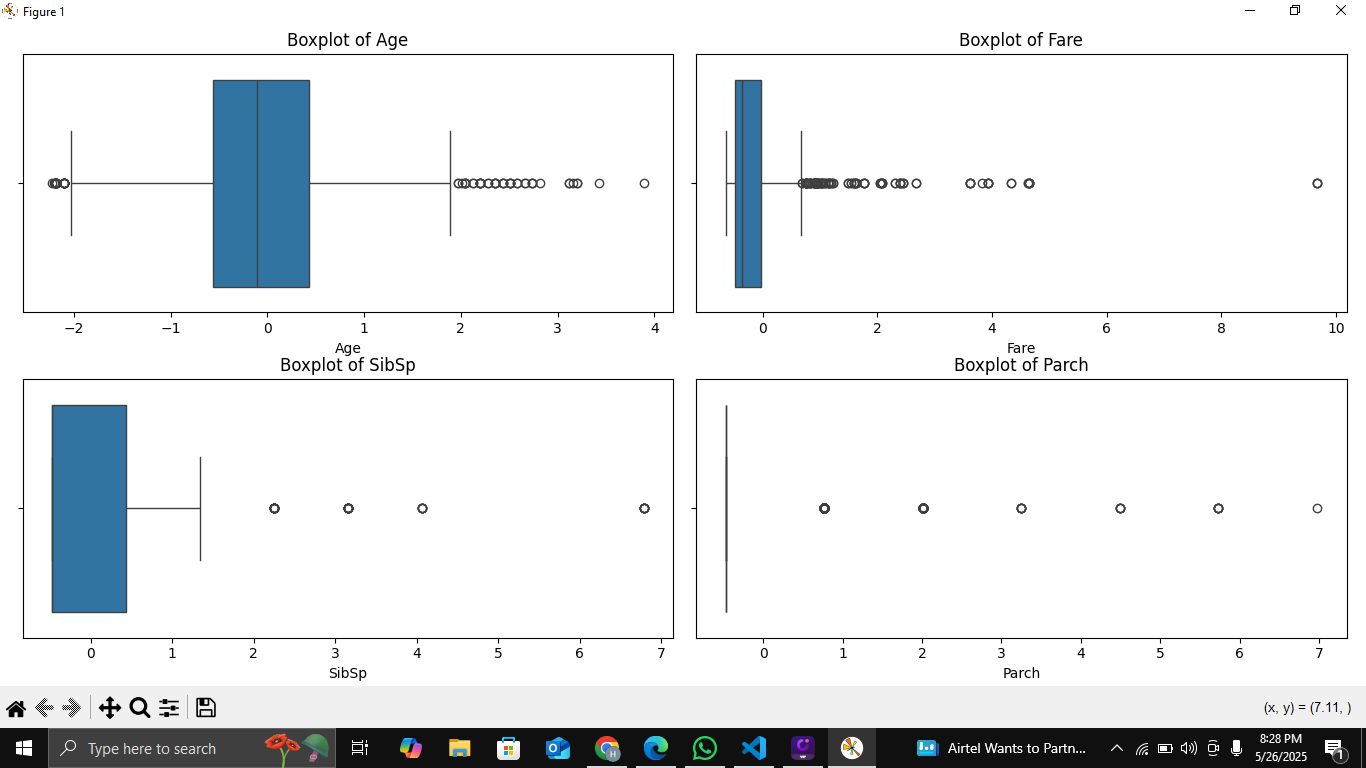 Figure 1
Boxplot of Age
−2 −1 0 1 2 3 4
Age
Boxplot of Fare
0 2 4 6 8 10
Fare
Boxplot of SibSp
0 1 2 3 4 5 6 7
SibSp
Boxplot of Parch
0 1 2 3 4 5 6 7
Parch
(x, y) = (7.11, )
Type here to search
Airtel Wants to Partn...
8:28 PM
5/26/2025
1
H